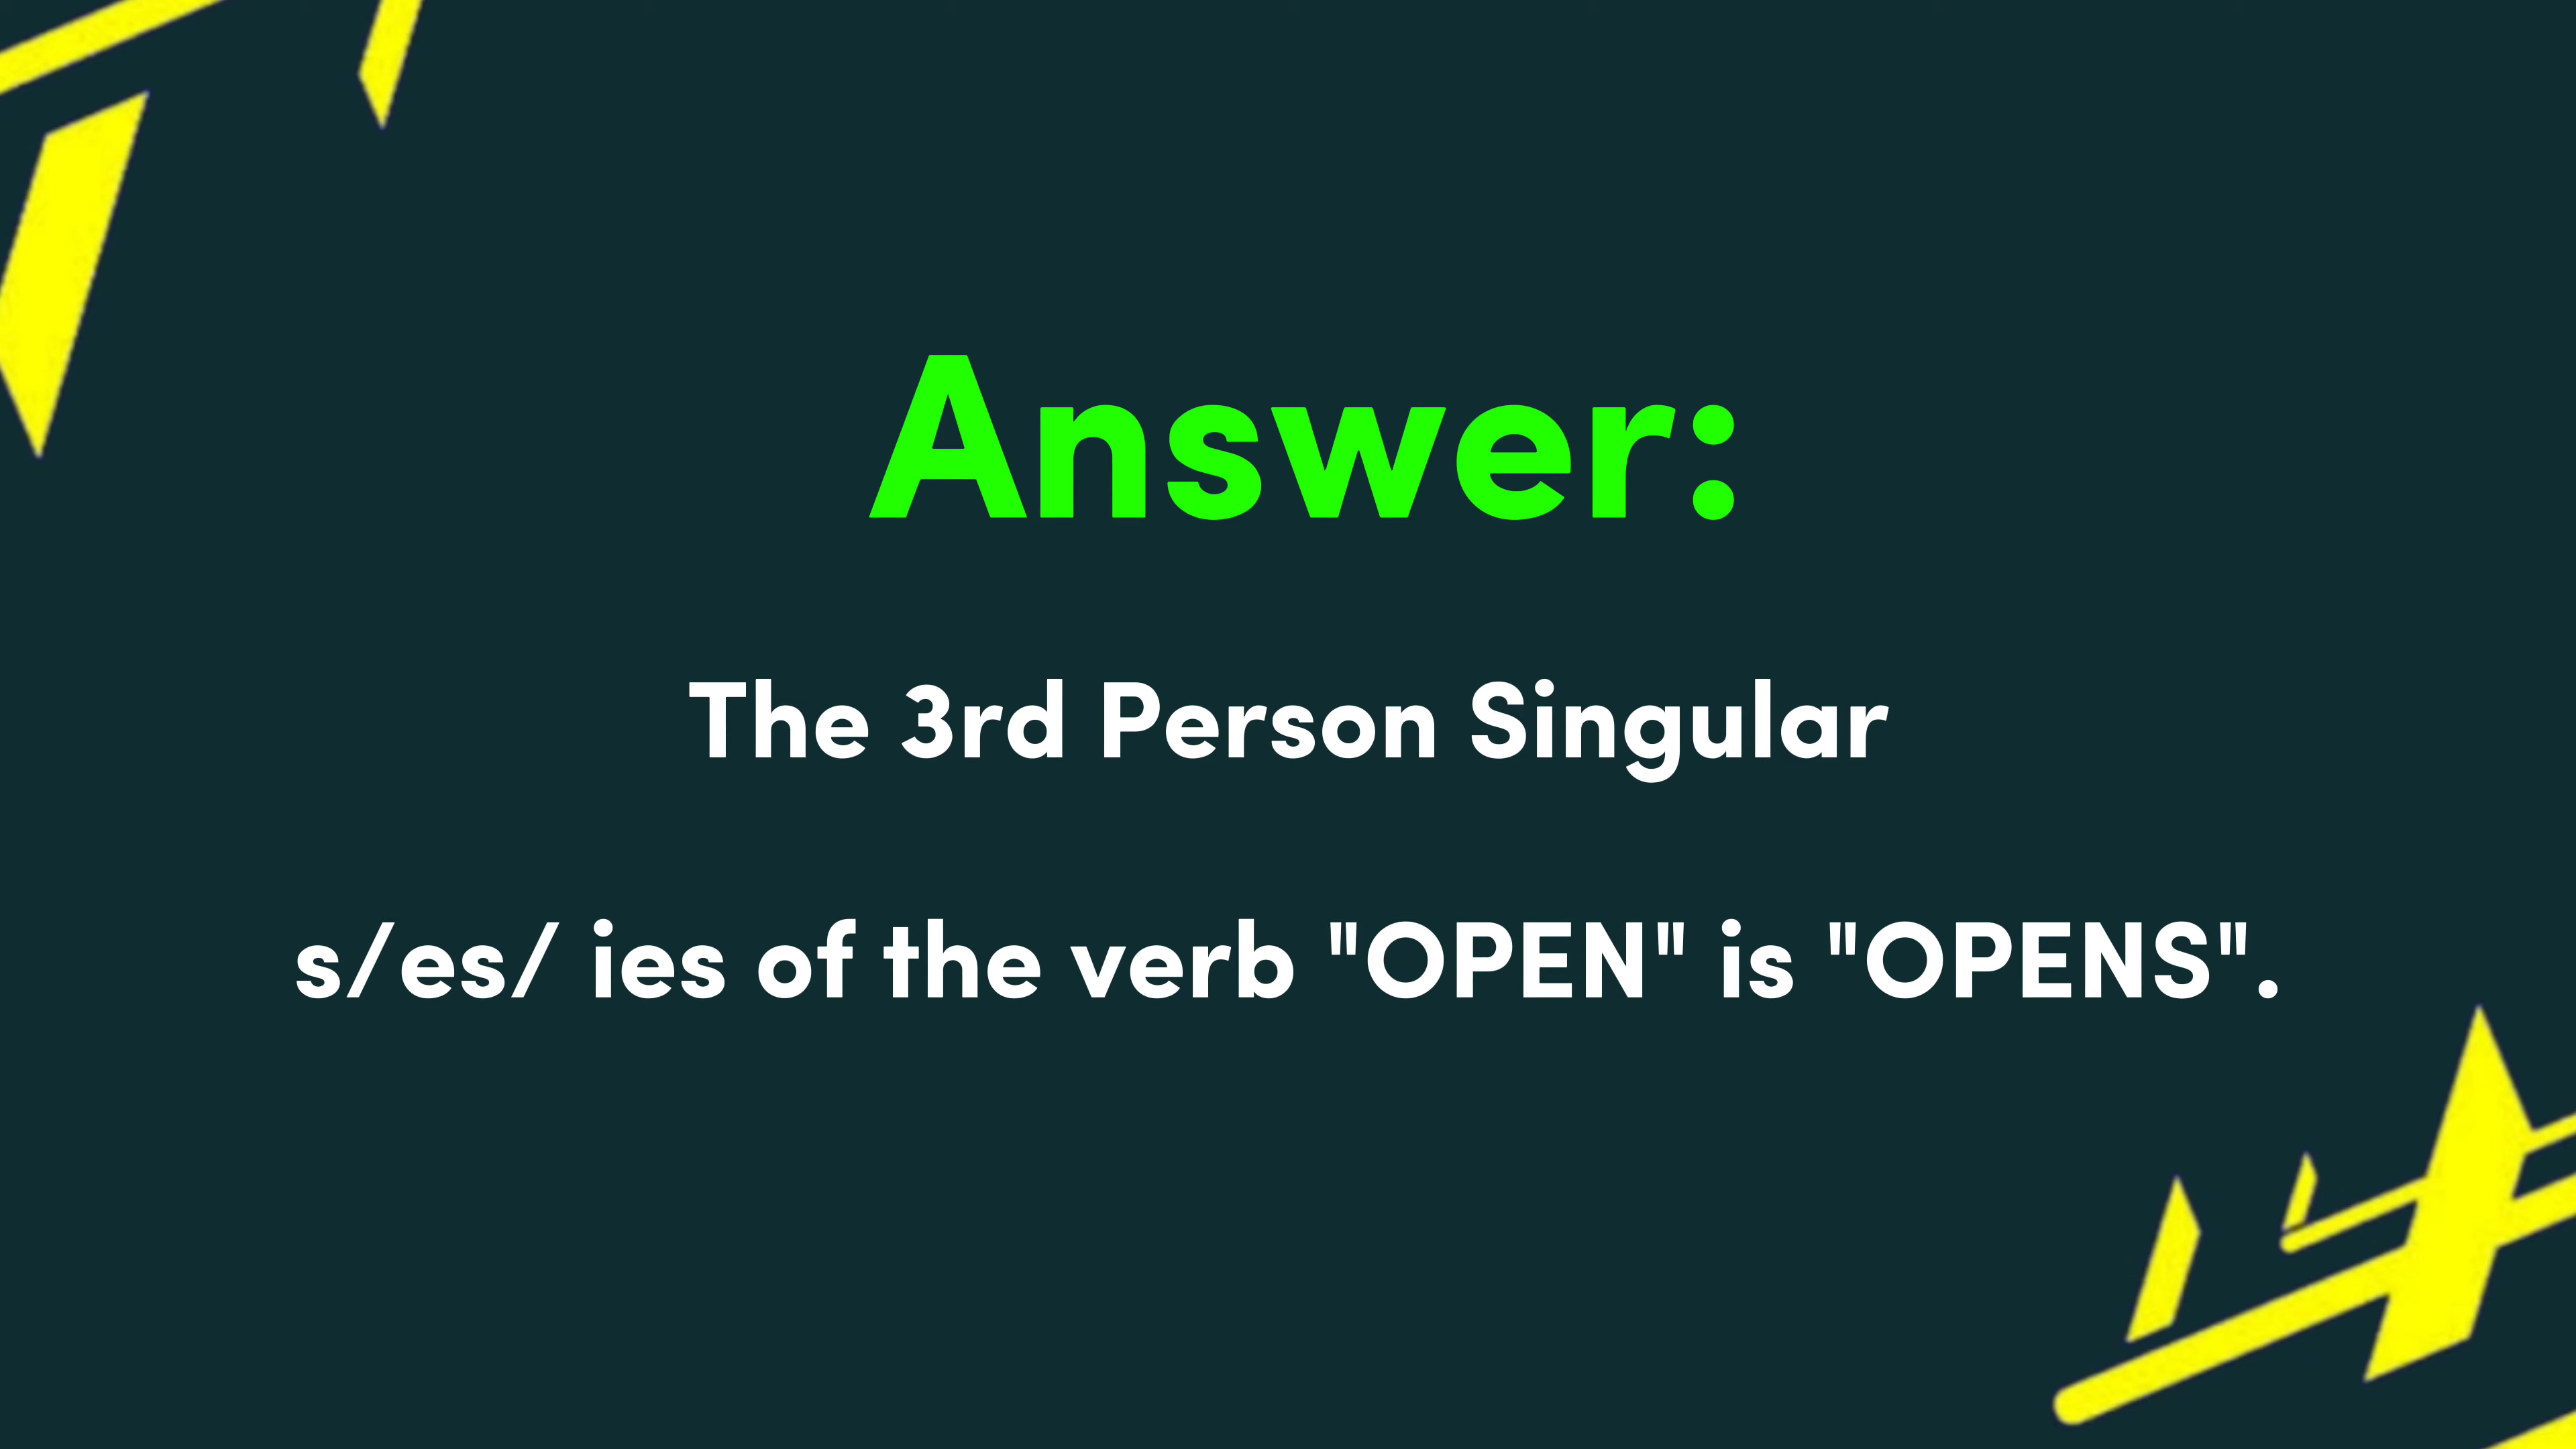 Answer:
The 3rd Person Singular
s/es/ ies of the verb "OPEN" is "OPENS".